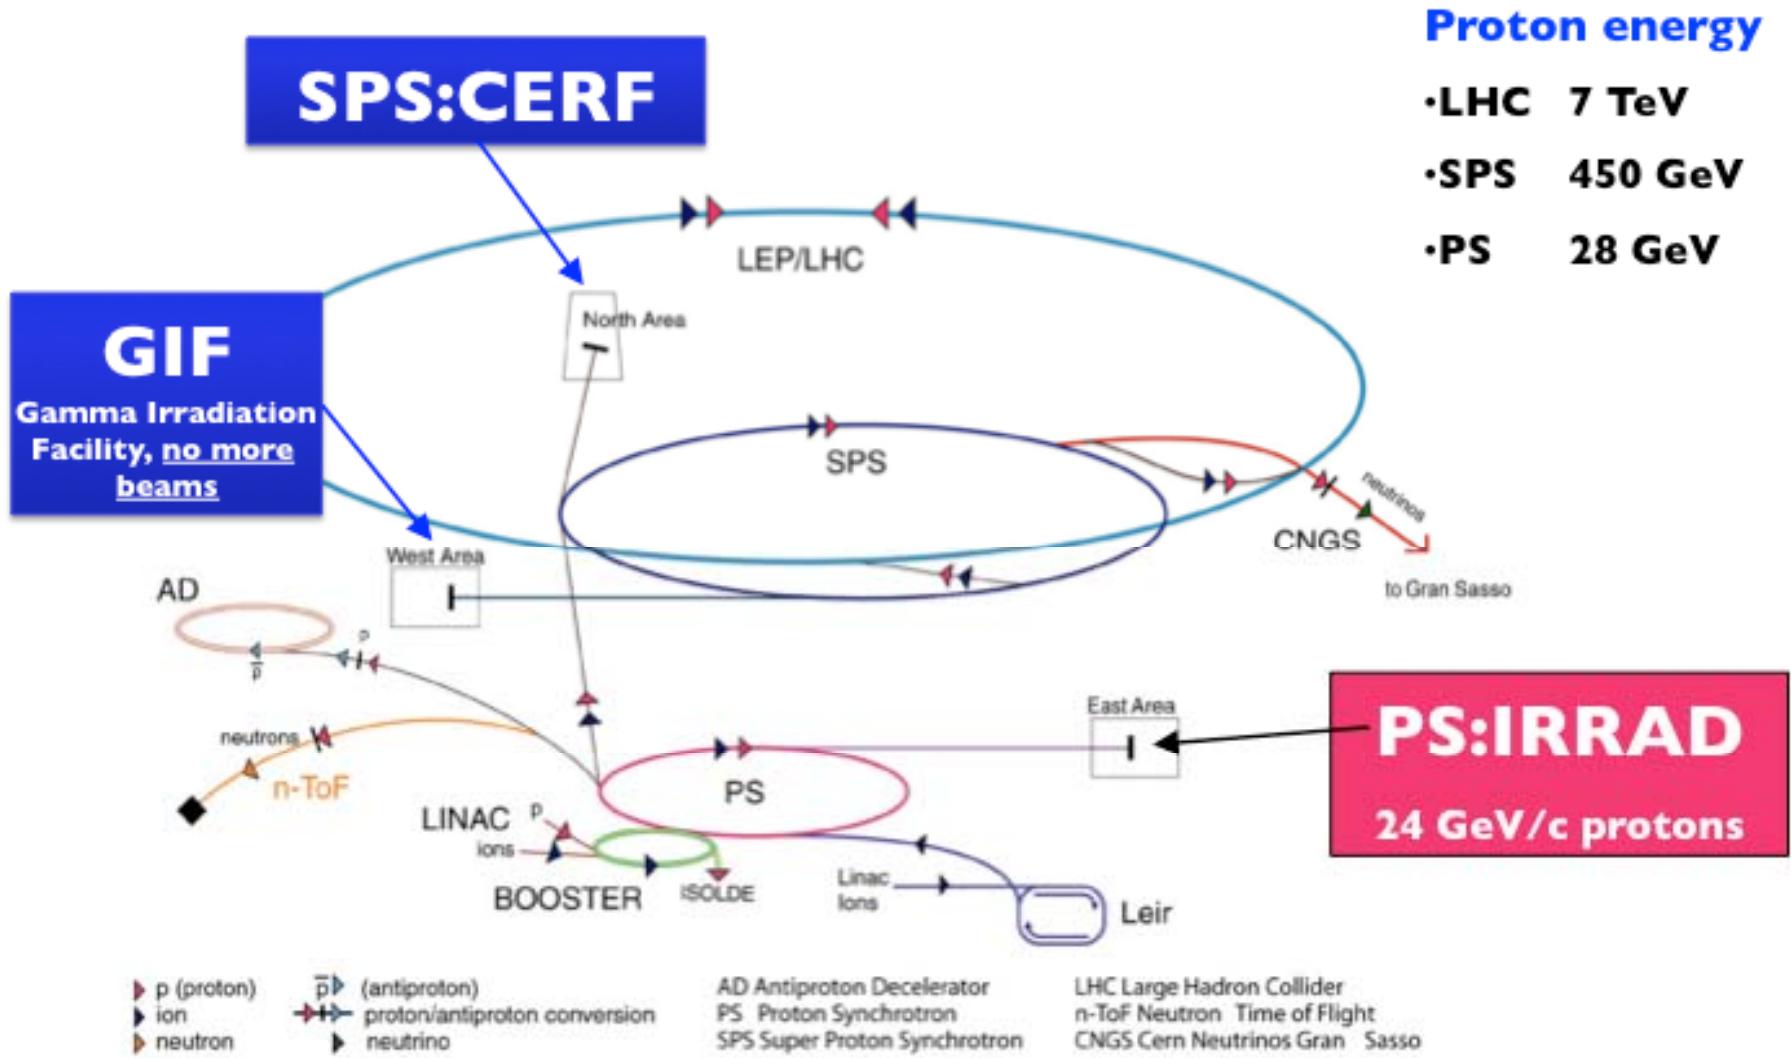 Proton energy
•LHC 7 TeV
•SPS 450 GeV
•PS 28 GeV
SPS:CERF
LEP/LHC
North Area
GIF
Gamma Irradiation
Facility, no more
beams
SPS
neutrinos
CNGS
to Gran Sasso
West Area
AD
p
p̅
neutrons
n-ToF
East Area
PS:IRRAD
24 GeV/c protons
PS
LINAC p
ions
BOOSTER
ISOLDE
Linac
Ions
Leir
p (proton)
ion
neutron
p̅ (antiproton)
proton/antiproton conversion
neutrino
AD Antiproton Decelerator
PS Proton Synchrotron
SPS Super Proton Synchrotron
LHC Large Hadron Collider
n-ToF Neutron Time of Flight
CNGS Cern Neutrinos Gran Sasso